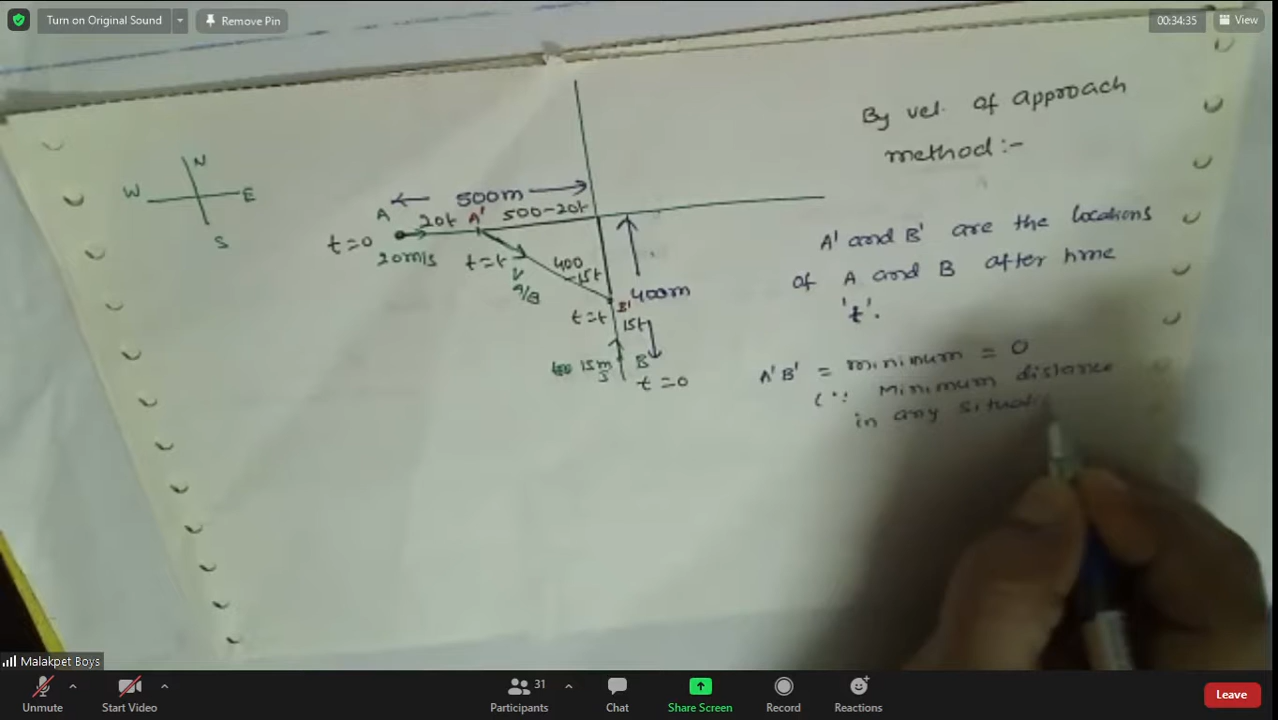 Turn on Original Sound
Remove Pin
00:34:35
View
By vel. of approach
method :-
N
W
E
S
500m
A
20t
A'
500-20t
t=0
20m/s
t=t
V
A/B
400
-15t
400m
B'
t=t
15t
15m
s
B
t=0
A' and B' are the locations
of A and B after time
't'.
A'B' = minimum = 0
(∵ Minimum distance
in any
Malakpet Boys
Unmute
Start Video
31
Participants
Chat
Share Screen
Record
Reactions
Leave